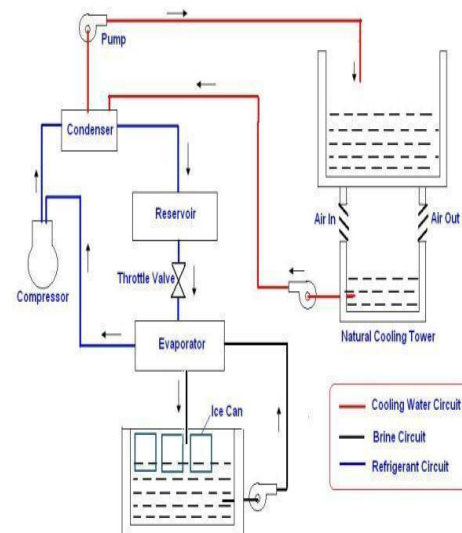 Pump
Condenser
Reservoir
Air In
Air Out
Throttle Valve
Compressor
Natural Cooling Tower
Evaporator
Ice Can
Cooling Water Circuit
Brine Circuit
Refrigerant Circuit